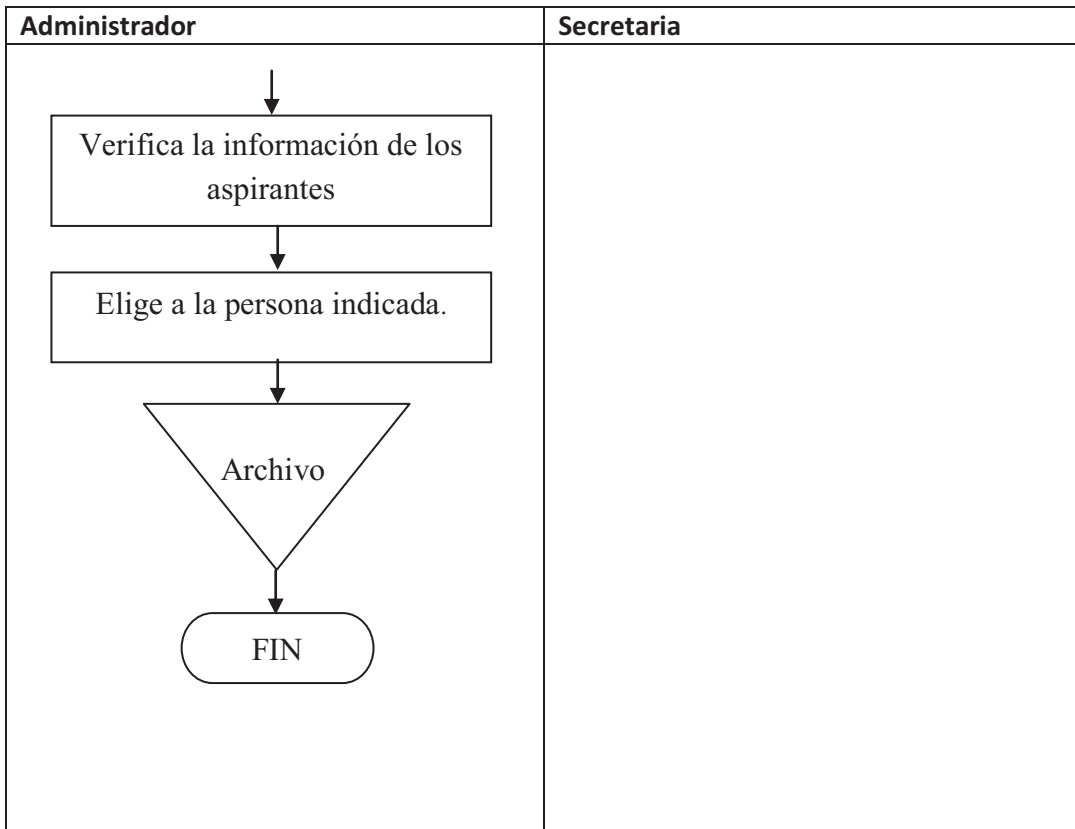 Administrador
Secretaria
Verifica la información de los
aspirantes
Elige a la persona indicada.
Archivo
FIN